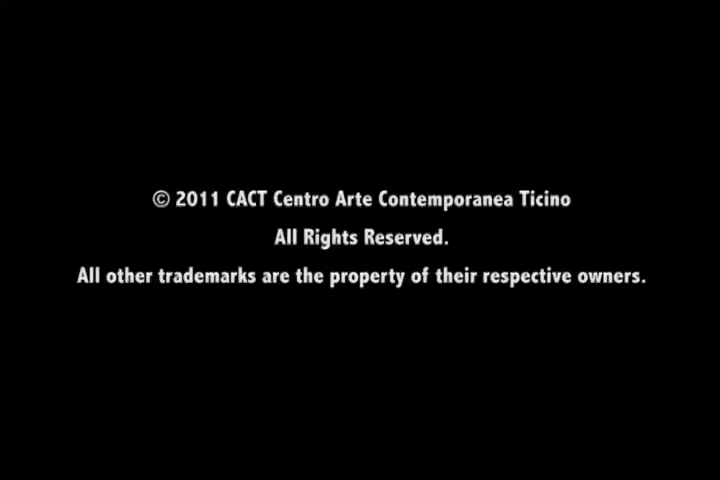 © 2011 CACT Centro Arte Contemporanea Ticino
All Rights Reserved.
All other trademarks are the property of their respective owners.